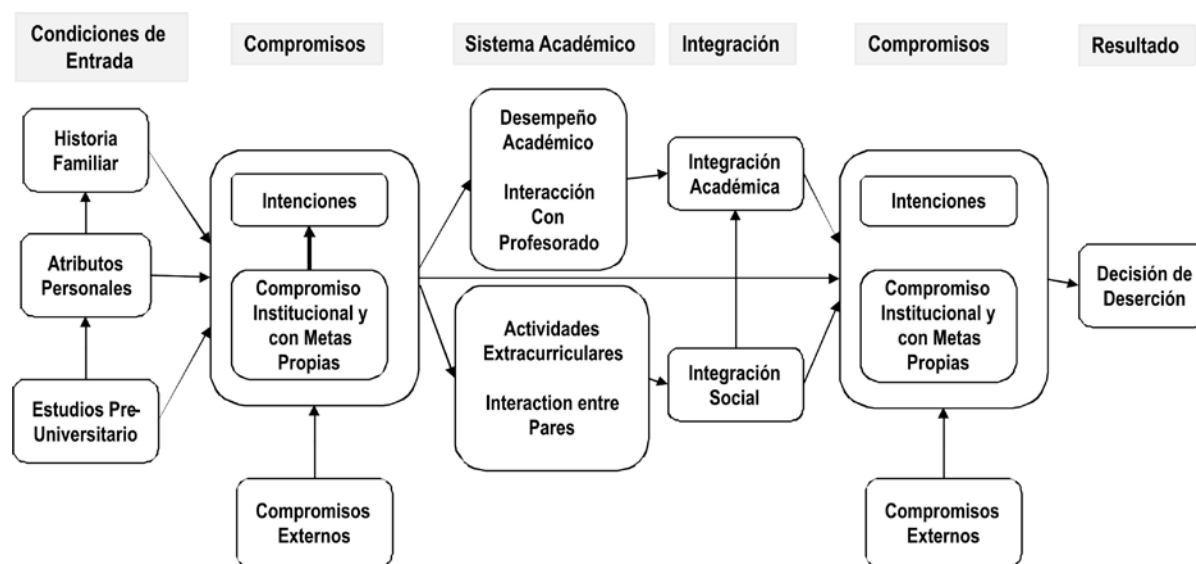 Condiciones de
Entrada
Compromisos
Sistema Académico
Integración
Compromisos
Resultado
Historia
Familiar
Atributos
Personales
Estudios Pre-
Universitario
Intenciones
Compromiso
Institucional y
con Metas
Propias
Compromisos
Externos
Desempeño
Académico
Interacción
Con
Profesorado
Actividades
Extracurriculares
Interaction entre
Pares
Integración
Académica
Integración
Social
Intenciones
Compromiso
Institucional y
con Metas
Propias
Compromisos
Externos
Decisión de
Deserción